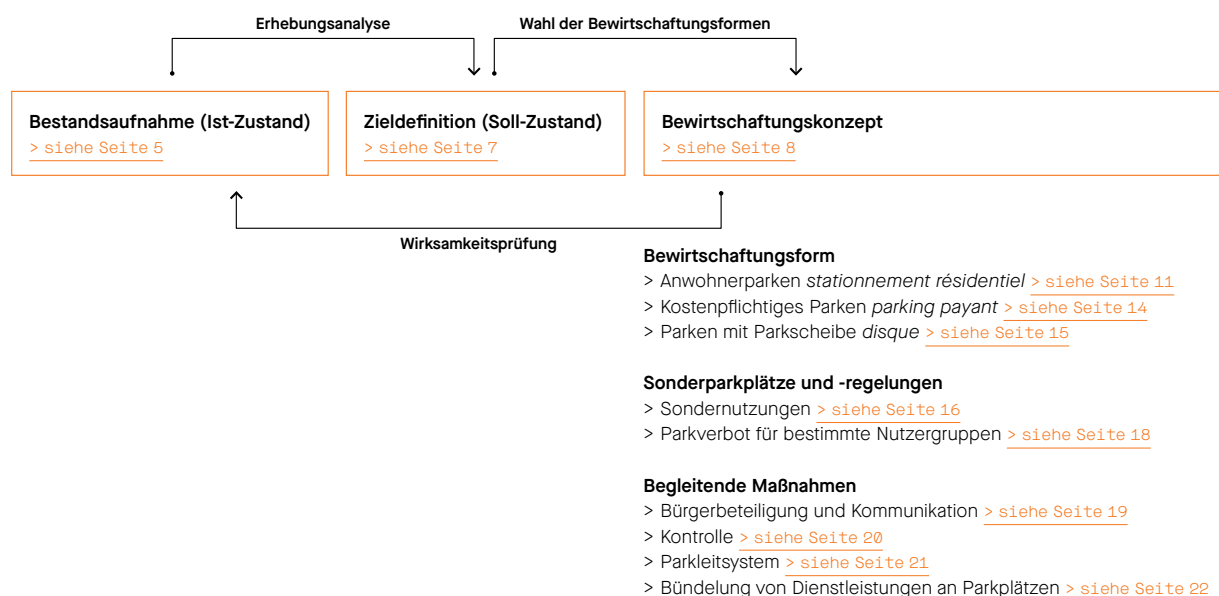 Erhebungsanalyse
Wahl der Bewirtschaftungsformen
Bestandsaufnahme (Ist-Zustand)
> siehe Seite 5
Zieldefinition (Soll-Zustand)
> siehe Seite 7
Bewirtschaftungskonzept
> siehe Seite 8
Wirksamkeitsprüfung
Bewirtschaftungsform
> Anwohnerparken stationnement résidentiel > siehe Seite 11
> Kostenpflichtiges Parken parking payant > siehe Seite 14
> Parken mit Parkscheibe disque > siehe Seite 15
Sonderparkplätze und -regelungen
> Sondernutzungen > siehe Seite 16
> Parkverbot für bestimmte Nutzergruppen > siehe Seite 18
Begleitende Maßnahmen
> Bürgerbeteiligung und Kommunikation > siehe Seite 19
> Kontrolle > siehe Seite 20
> Parkleitsystem > siehe Seite 21
> Bündelung von Dienstleistungen an Parkplätzen > siehe Seite 22